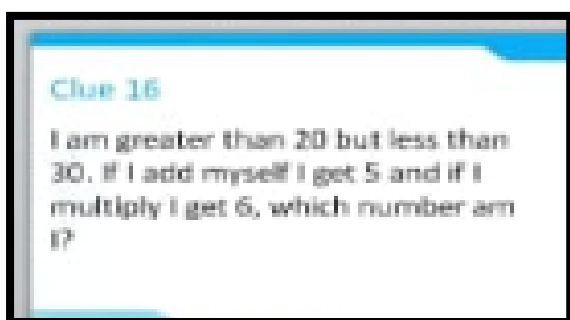 Clue 16
I am greater than 20 but less than
30. If I add myself I get 5 and if I
multiply I get 6, which number am
I?